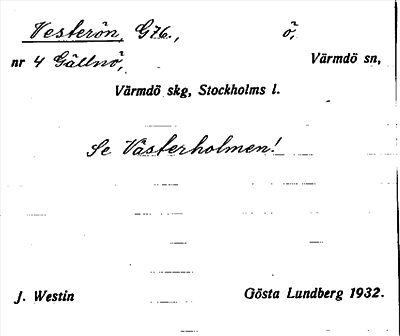 Vesterön, G76., ö,
nr 4 Gällnö, Värmdö sn,
Värmdö skg, Stockholms l.
Se Västerholmen!
J. Westin Gösta Lundberg 1932.